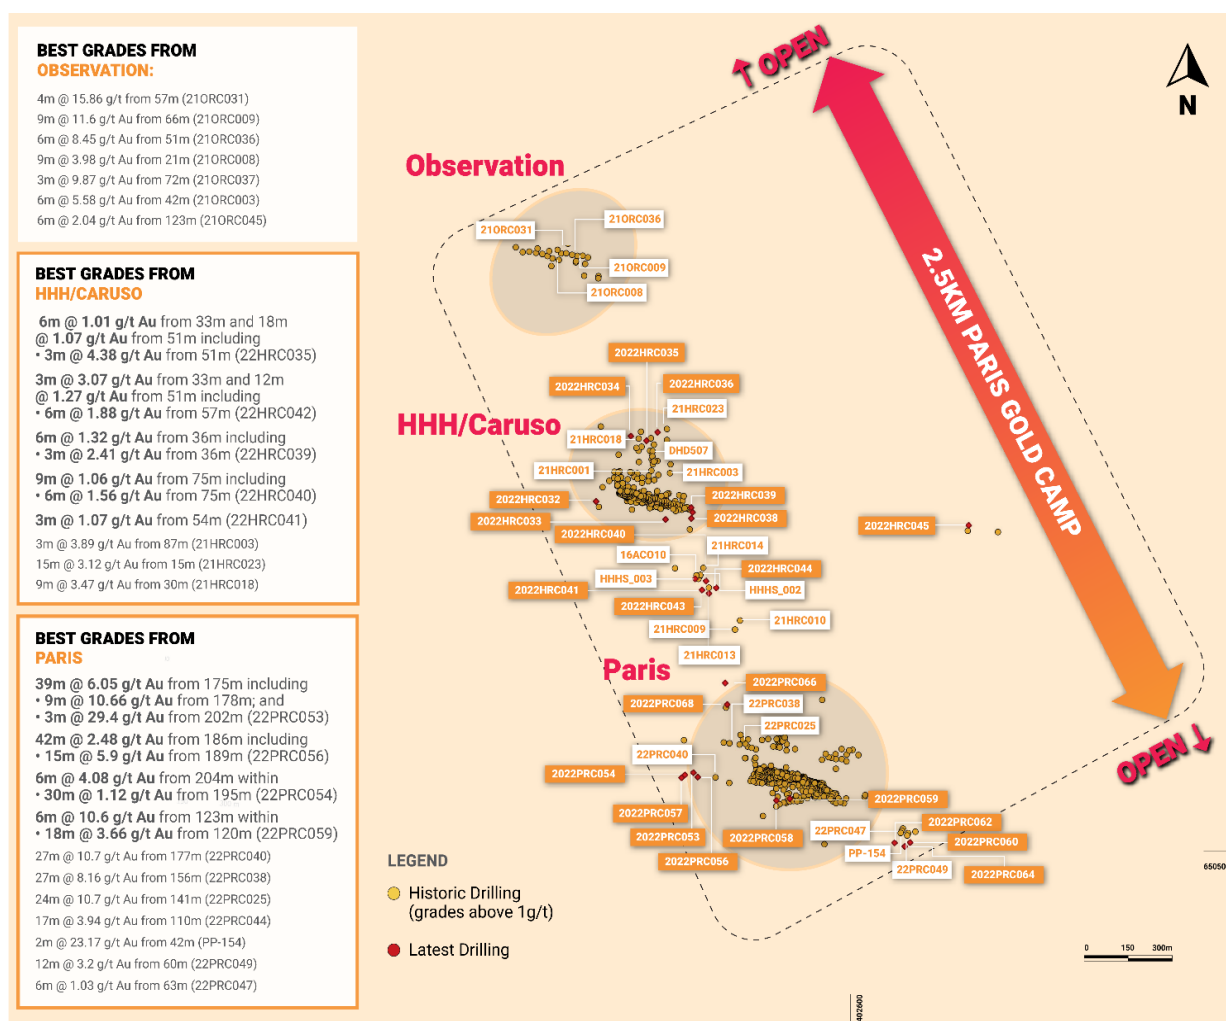 BEST GRADES FROM
OBSERVATION:
4m @ 15.86 g/t from 57m (21ORC031)
9m @ 11.6 g/t Au from 66m (21ORC009)
6m @ 8.45 g/t Au from 51m (21ORC036)
9m @ 3.98 g/t Au from 21m (21ORC008)
3m @ 9.87 g/t Au from 72m (21ORC037)
6m @ 5.58 g/t Au from 42m (21ORC003)
6m @ 2.04 g/t Au from 123m (21ORC045)
BEST GRADES FROM
HHH/CARUSO
6m @ 1.01 g/t Au from 33m and 18m
@ 1.07 g/t Au from 51m including
• 3m @ 4.38 g/t Au from 51m (22HRC035)
3m @ 3.07 g/t Au from 33m and 12m
@ 1.27 g/t Au from 51m including
• 6m @ 1.88 g/t Au from 57m (22HRC042)
6m @ 1.32 g/t Au from 36m including
• 3m @ 2.41 g/t Au from 36m (22HRC039)
9m @ 1.06 g/t Au from 75m including
• 6m @ 1.56 g/t Au from 75m (22HRC040)
3m @ 1.07 g/t Au from 54m (22HRC041)
3m @ 3.89 g/t Au from 87m (21HRC003)
15m @ 3.12 g/t Au from 15m (21HRC023)
9m @ 3.47 g/t Au from 30m (21HRC018)
BEST GRADES FROM
PARIS
39m @ 6.05 g/t Au from 175m including
• 9m @ 10.66 g/t Au from 178m; and
• 3m @ 29.4 g/t Au from 202m (22PRC053)
42m @ 2.48 g/t Au from 186m including
• 15m @ 5.9 g/t Au from 189m (22PRC056)
6m @ 4.08 g/t Au from 204m within
• 30m @ 1.12 g/t Au from 195m (22PRC054)
6m @ 10.6 g/t Au from 123m within
• 18m @ 3.66 g/t Au from 120m (22PRC059)
27m @ 10.7 g/t Au from 177m (22PRC040)
27m @ 8.16 g/t Au from 156m (22PRC038)
24m @ 10.7 g/t Au from 141m (22PRC025)
17m @ 3.94 g/t Au from 110m (22PRC044)
2m @ 23.17 g/t Au from 42m (PP-154)
12m @ 3.2 g/t Au from 60m (22PRC049)
6m @ 1.03 g/t Au from 63m (22PRC047)
↑ OPEN
N
2.5KM PARIS GOLD CAMP
OPEN ↓
Observation
21ORC036
21ORC031
21ORC009
21ORC008
HHH/Caruso
2022HRC035
2022HRC034
2022HRC036
21HRC023
21HRC018
DHD507
21HRC001
21HRC003
2022HRC032
2022HRC039
2022HRC033
2022HRC038
2022HRC040
2022HRC045
21HRC014
16ACO10
2022HRC044
HHHS_003
2022HRC041
HHHS_002
2022HRC043
21HRC010
21HRC009
21HRC013
Paris
2022PRC066
2022PRC068
22PRC038
22PRC025
22PRC040
2022PRC054
2022PRC059
2022PRC057
2022PRC053
2022PRC058
22PRC047
2022PRC062
2022PRC060
PP-154
2022PRC056
22PRC049
2022PRC064
LEGEND
Historic Drilling
(grades above 1g/t)
Latest Drilling
0 150 300m
65050
402600